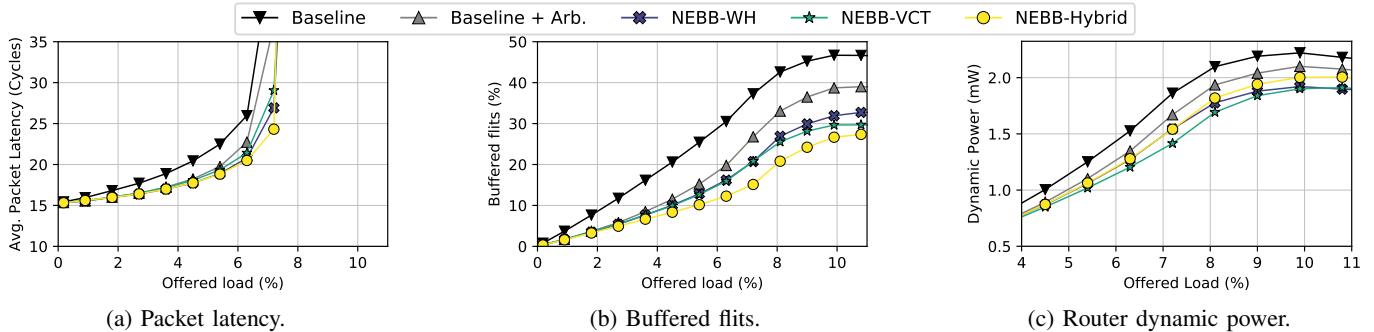 Baseline Baseline + Arb. NEBB-WH NEBB-VCT NEBB-Hybrid
35
30
25
20
15
10
0 2 4 6 8 10
Avg. Packet Latency (Cycles)
Offered load (%)
(a) Packet latency.
50
40
30
20
10
0
0 2 4 6 8 10
Buffered flits (%)
Offered load (%)
(b) Buffered flits.
2.0
1.5
1.0
0.5
4 5 6 7 8 9 10 11
Dynamic Power (mW)
Offered Load (%)
(c) Router dynamic power.